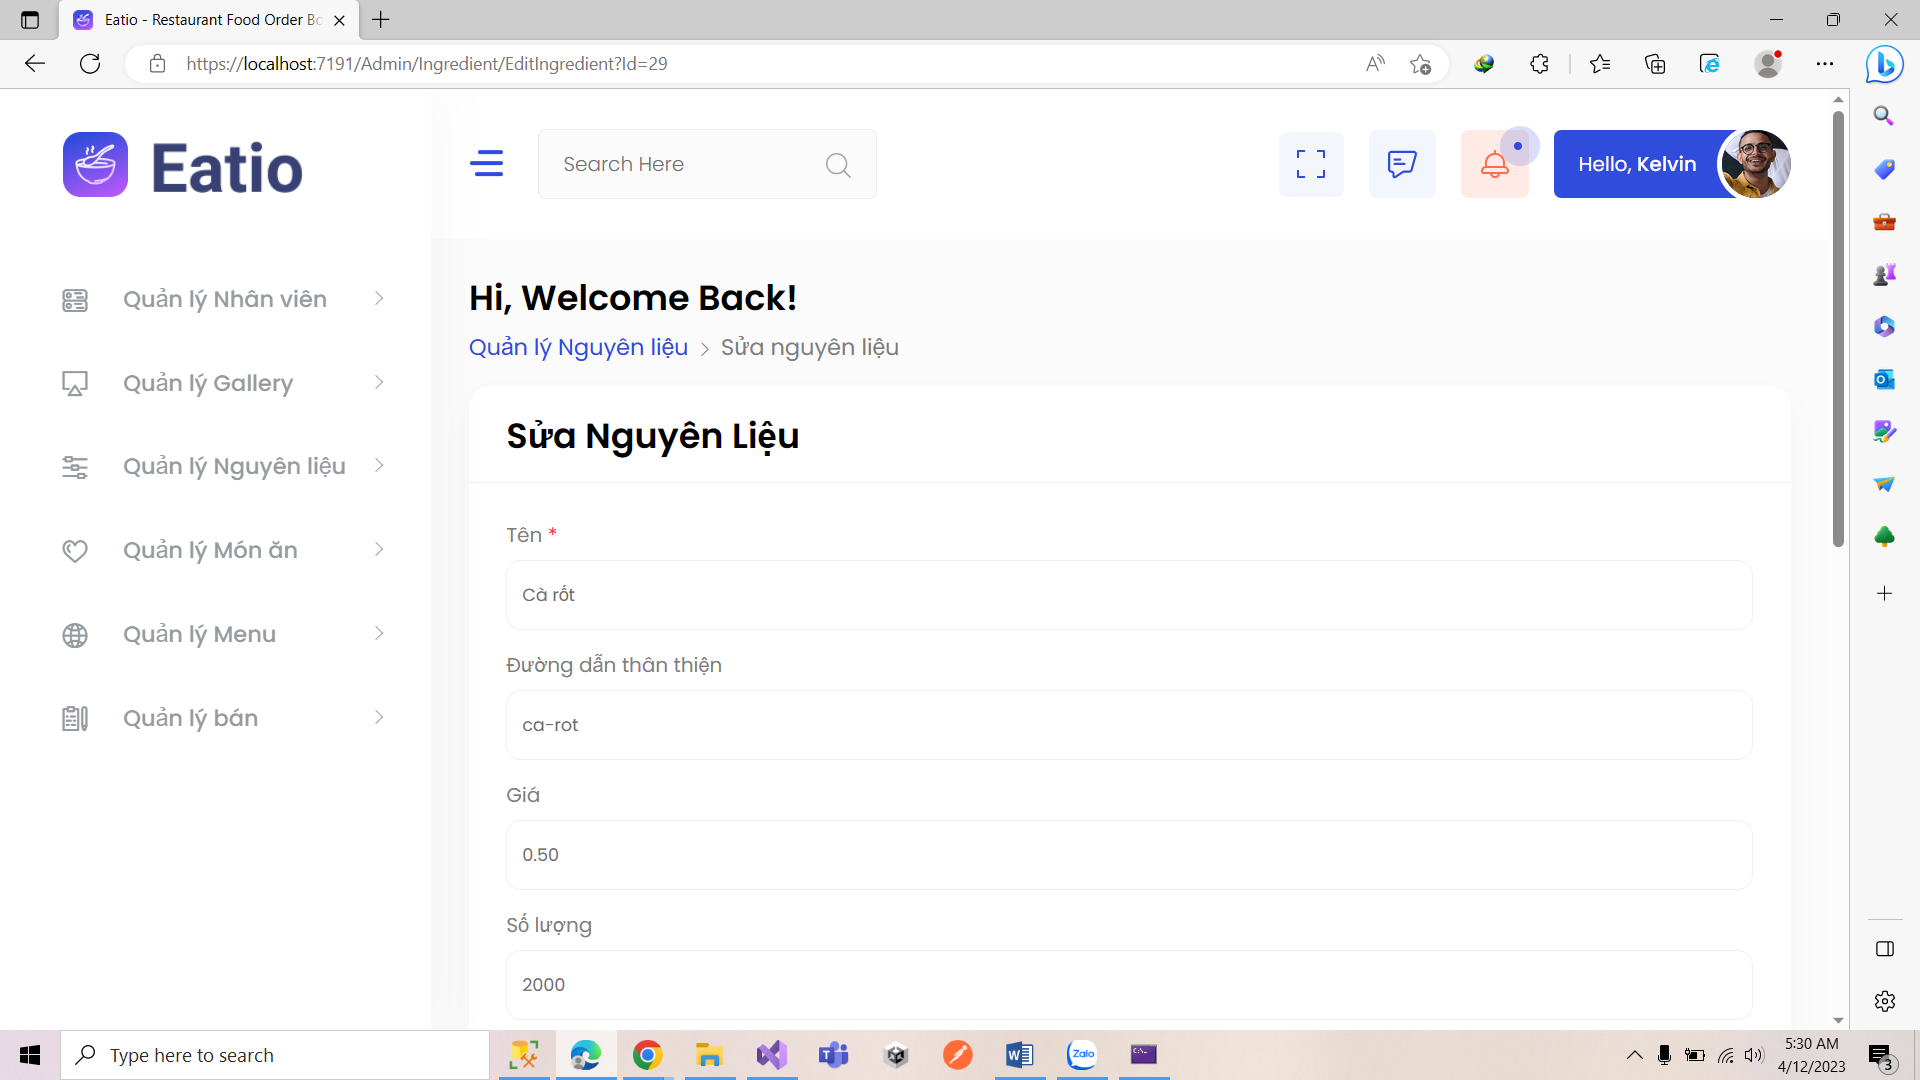 Eatio - Restaurant Food Order Bo
https://localhost:7191/Admin/Ingredient/EditIngredient?Id=29
Eatio
Search Here
Hello, Kelvin
Quản lý Nhân viên
Quản lý Gallery
Quản lý Nguyên liệu
Quản lý Món ăn
Quản lý Menu
Quản lý bán
Hi, Welcome Back!
Quản lý Nguyên liệu > Sửa nguyên liệu
Sửa Nguyên Liệu
Tên *
Cà rốt
Đường dẫn thân thiện
ca-rot
Giá
0.50
Số lượng
2000
Type here to search
Zalo
5:30 AM
4/12/2023
3